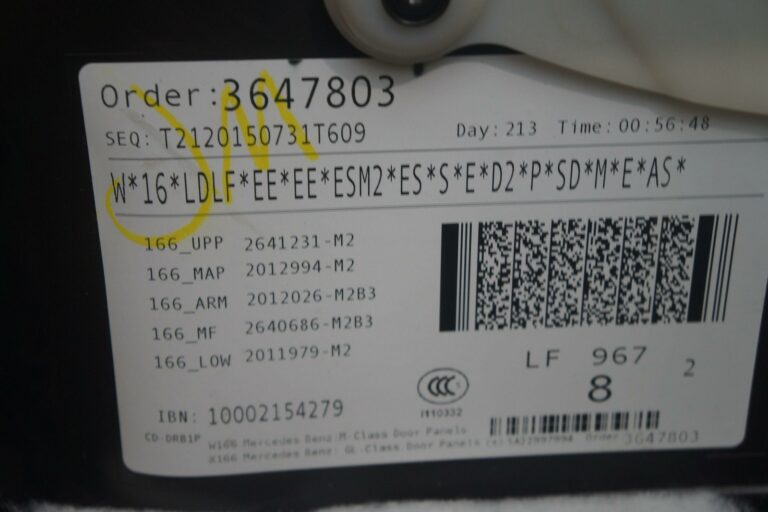 Order:3647803
SEQ: T2120150731T609 Day:213 Time:00:56:48
W*16*LDLF*EE*EE*ESM2*ES*S*E*D2*P*SD*M*E*AS*
166_UPP 2641231-M2
166_MAP 2012994-M2
166_ARM 2012026-M2B3
166_MF 2640686-M2B3
166_LOW 2011979-M2
LF 967 2
8
CCC
IBN: 10002154279
CD-DRB1P W166 Mercedes Benz:M-Class Door Panels
X166 Mercedes Benz: GL-Class Door Panels Order 3647803